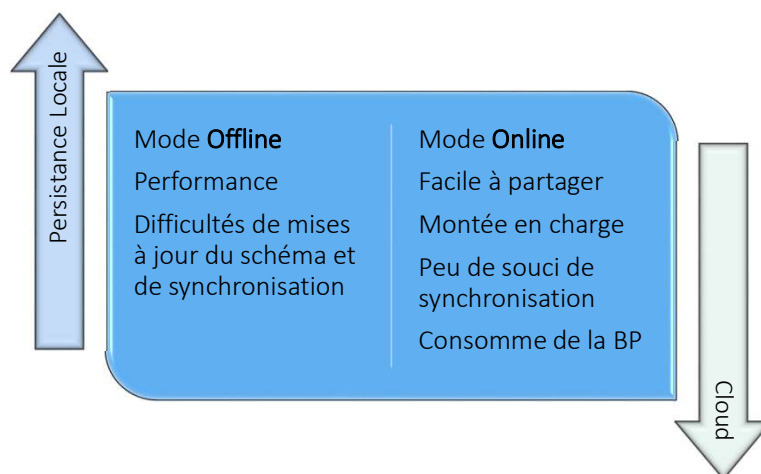 Persistance Locale
Mode Offline
Performance
Difficultés de mises
à jour du schéma et
de synchronisation
Mode Online
Facile à partager
Montée en charge
Peu de souci de
synchronisation
Consomme de la BP
Cloud